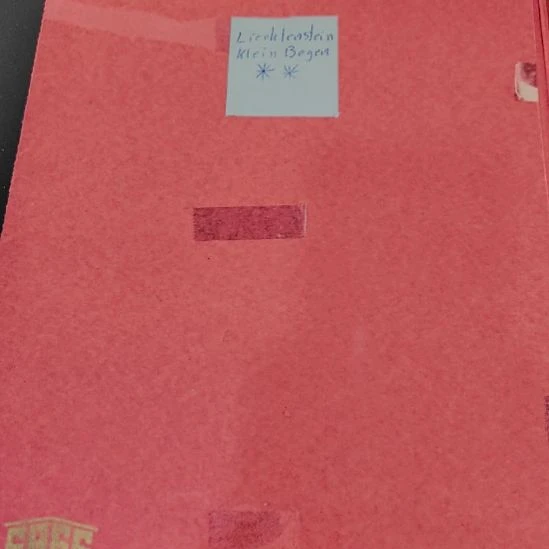 Liechtenstein
Klein Bogen
**